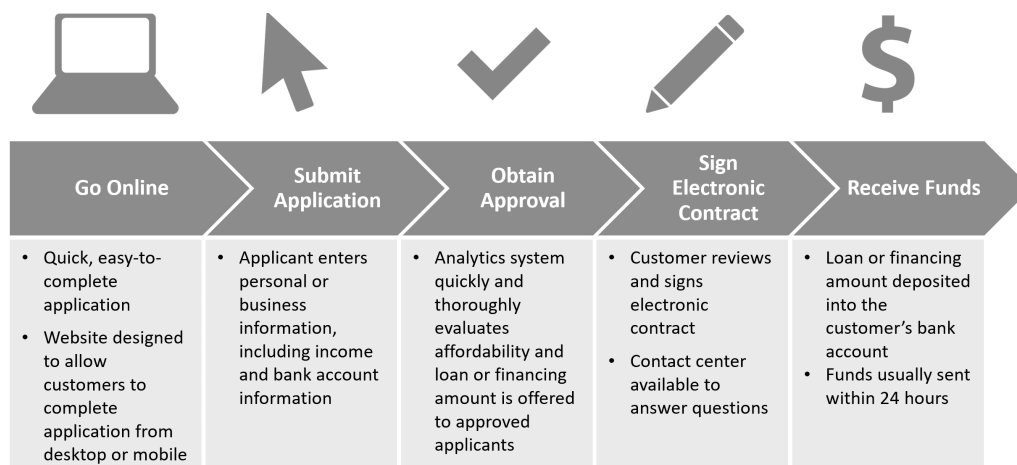 Go Online
Submit
Application
Obtain
Approval
Sign
Electronic
Contract
Receive Funds
• Quick, easy-to-
complete
application
• Website designed
to allow
customers to
complete
application from
desktop or mobile
• Applicant enters
personal or
business
information,
including income
and bank account
information
• Analytics system
quickly and
thoroughly
evaluates
affordability and
loan or financing
amount is offered
to approved
applicants
• Customer reviews
and signs
electronic
contract
• Contact center
available to
answer questions
• Loan or financing
amount deposited
into the
customer’s bank
account
• Funds usually sent
within 24 hours